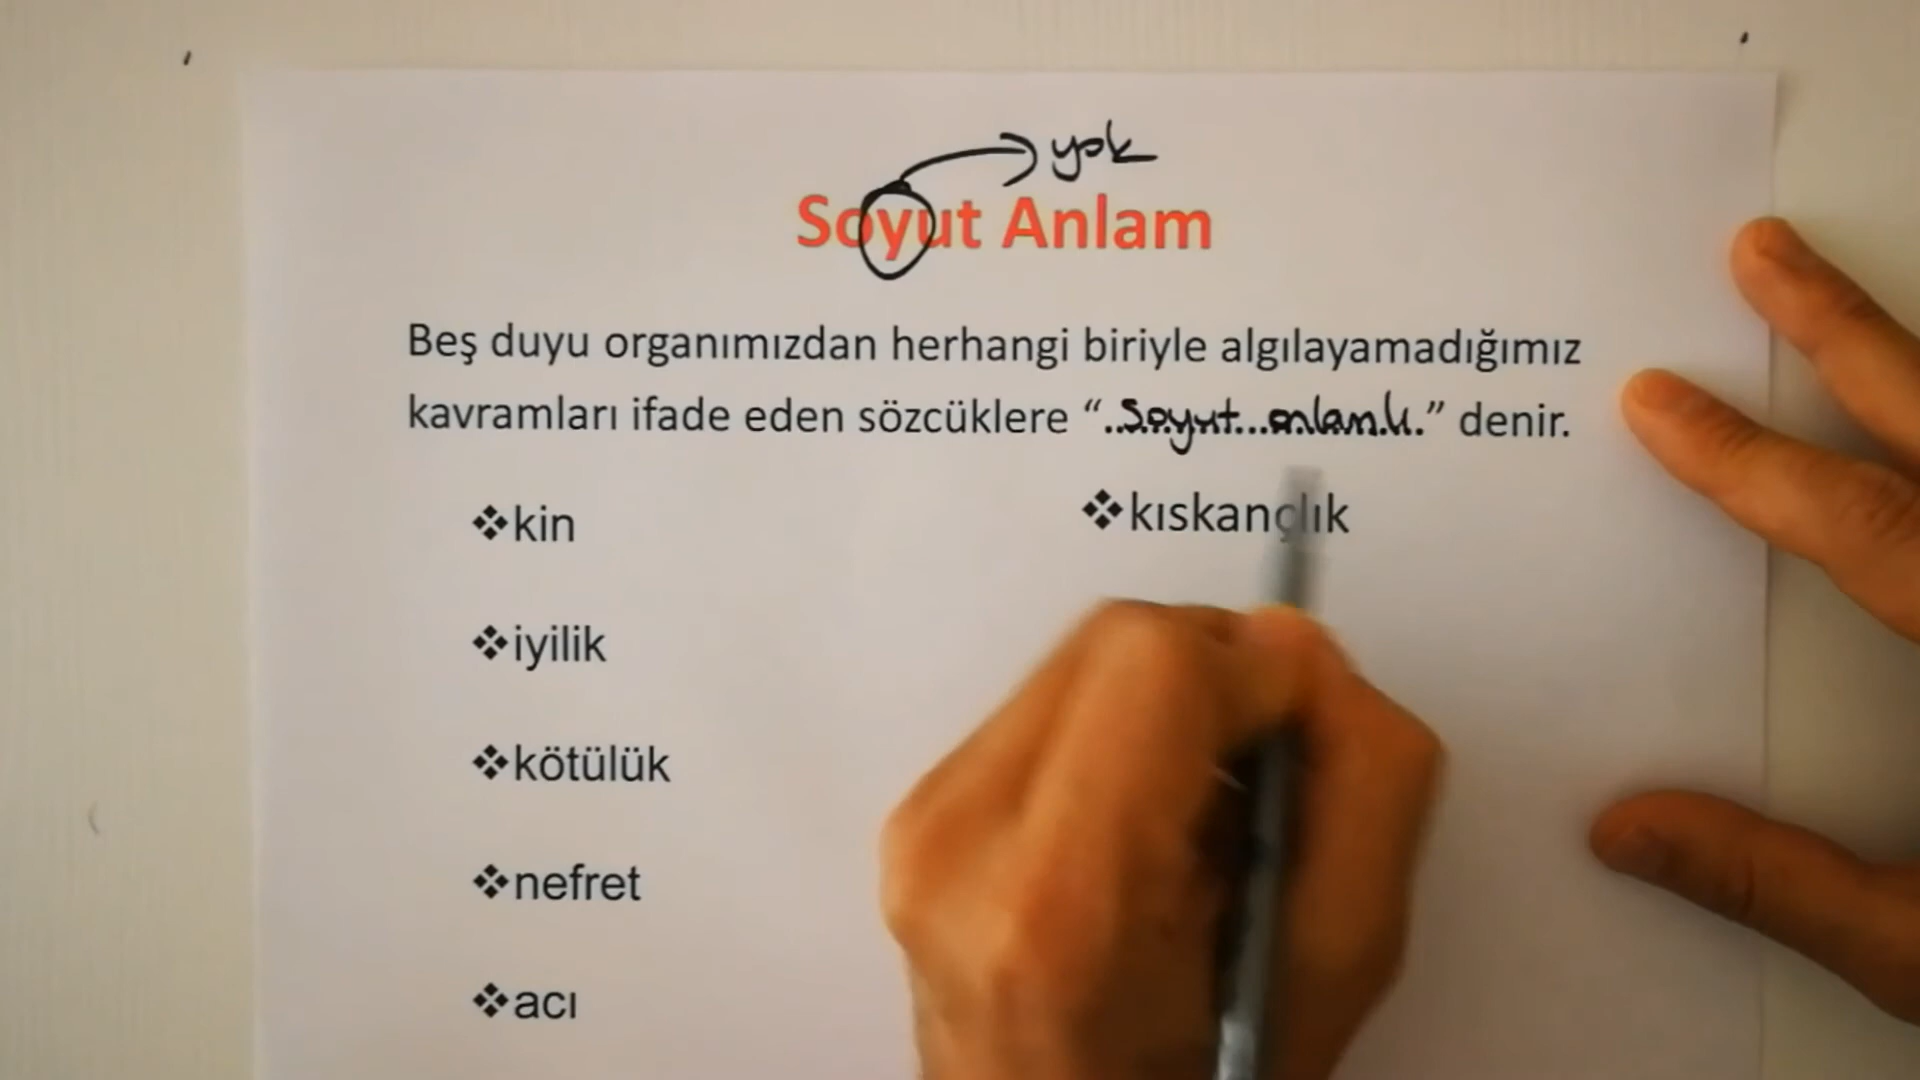 yok
Soyut Anlam
Beş duyu organımızdan herhangi biriyle algılayamadığımız
kavramları ifade eden sözcüklere “..Soyut...anlamlı.” denir.
❖kin
❖kıskançlık
❖iyilik
❖kötülük
❖nefret
❖acı